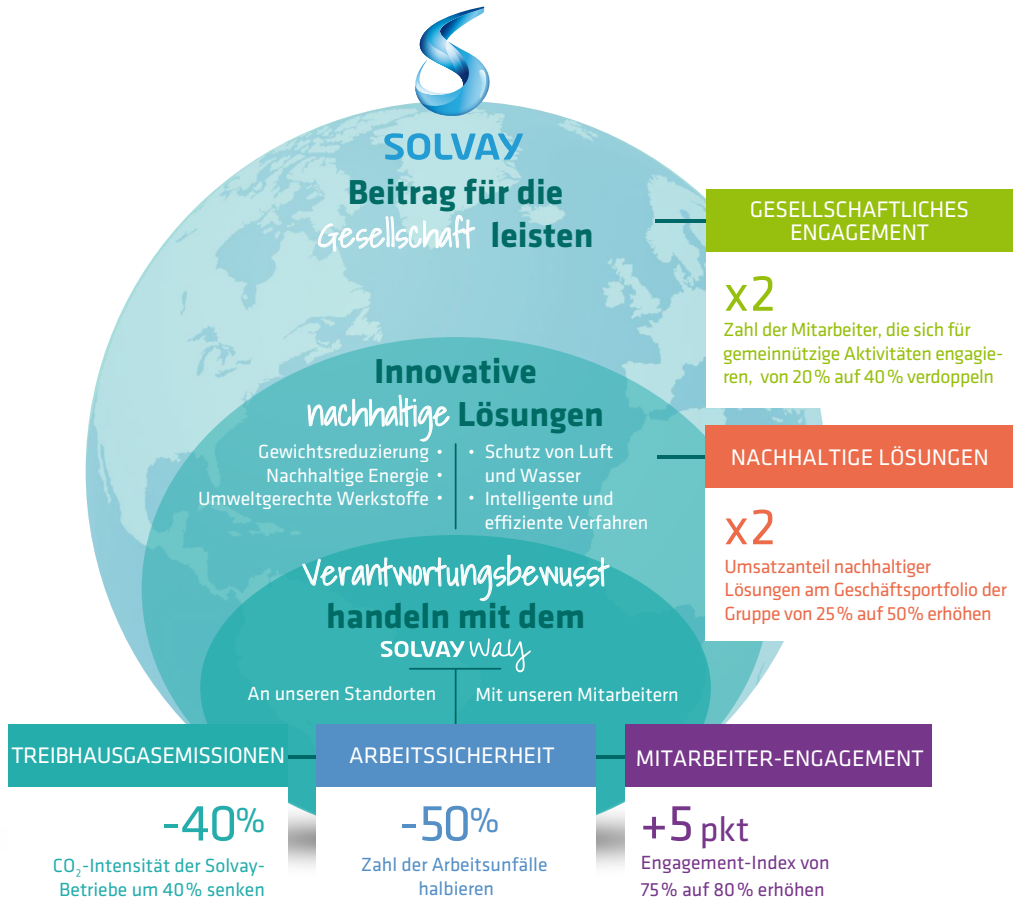 SOLVAY
Beitrag für die
Gesellschaft leisten
GESELLSCHAFTLICHES
ENGAGEMENT
x2
Zahl der Mitarbeiter, die sich für
gemeinnützige Aktivitäten engagie-
ren, von 20% auf 40% verdoppeln
Innovative
nachhaltige Lösungen
Gewichtsreduzierung •
Nachhaltige Energie •
Umweltgerechte Werkstoffe •
• Schutz von Luft
und Wasser
• Intelligente und
effiziente Verfahren
NACHHALTIGE LÖSUNGEN
x2
Umsatzanteil nachhaltiger
Lösungen am Geschäftsportfolio der
Gruppe von 25% auf 50% erhöhen
Verantwortungsbewusst
handeln mit dem
SOLVAY way
An unseren Standorten
Mit unseren Mitarbeitern
TREIBHAUSGASEMISSIONEN
-40%
CO₂-Intensität der Solvay-
Betriebe um 40% senken
ARBEITSSICHERHEIT
-50%
Zahl der Arbeitsunfälle
halbieren
MITARBEITER-ENGAGEMENT
+5 pkt
Engagement-Index von
75% auf 80% erhöhen